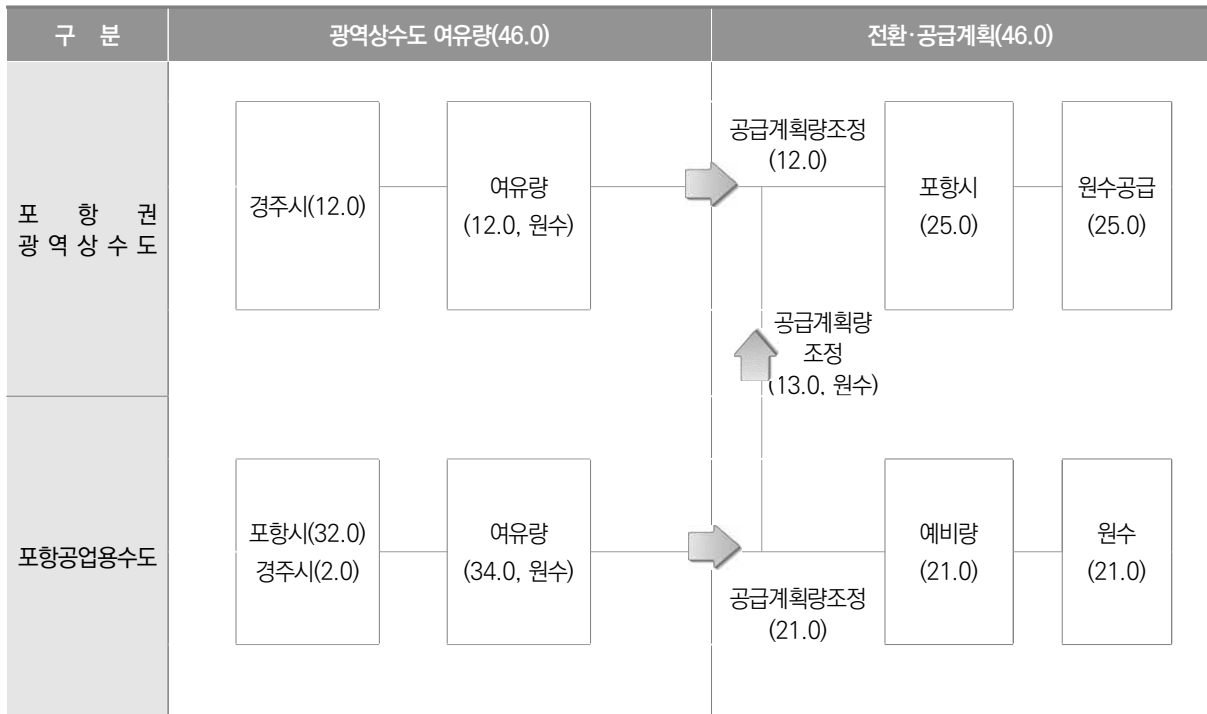 구 분
광역상수도 여유량(46.0)
전환·공급계획(46.0)
포 항 권
광 역 상 수 도
경주시(12.0)
여유량
(12.0, 원수)
공급계획량조정
(12.0)
포항시
(25.0)
원수공급
(25.0)
공급계획량
조정
(13.0, 원수)
포항공업용수도
포항시(32.0)
경주시(2.0)
여유량
(34.0, 원수)
공급계획량조정
(21.0)
예비량
(21.0)
원수
(21.0)